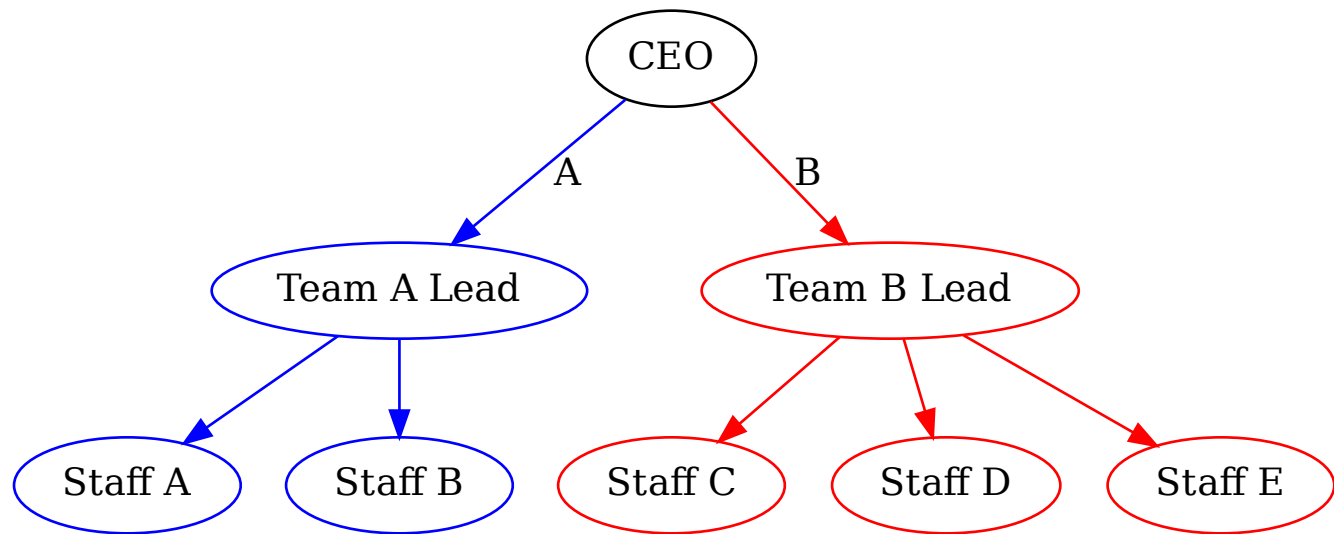 CEO
A
B
Team A Lead
Team B Lead
Staff A
Staff B
Staff C
Staff D
Staff E